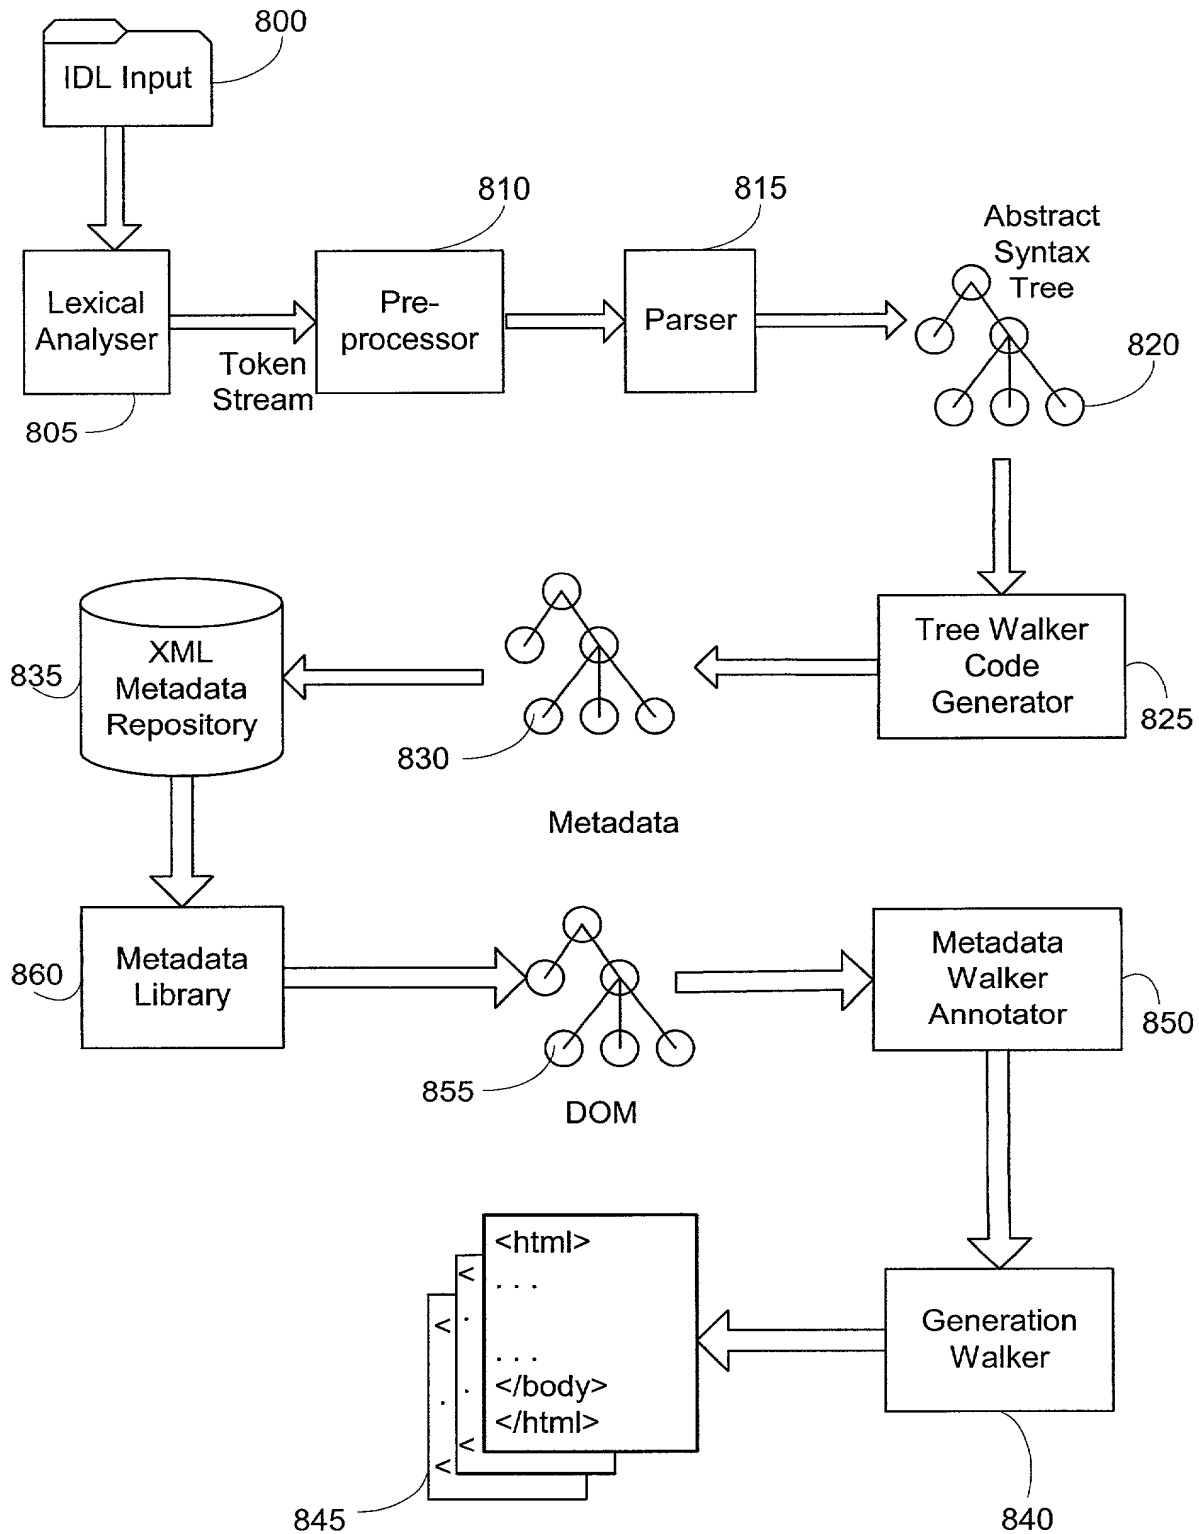 800
IDL Input
810
815
Abstract
Syntax
Tree
Lexical
Analyser
Pre-
processor
Parser
820
Token
Stream
805
XML
Metadata
Repository
835
Tree Walker
Code
Generator
825
830
Metadata
Metadata
Library
860
Metadata
Walker
Annotator
850
855
DOM
<html>
. . .
. . .
</body>
</html>
<
.
.
<
<
.
<
Generation
Walker
845
840